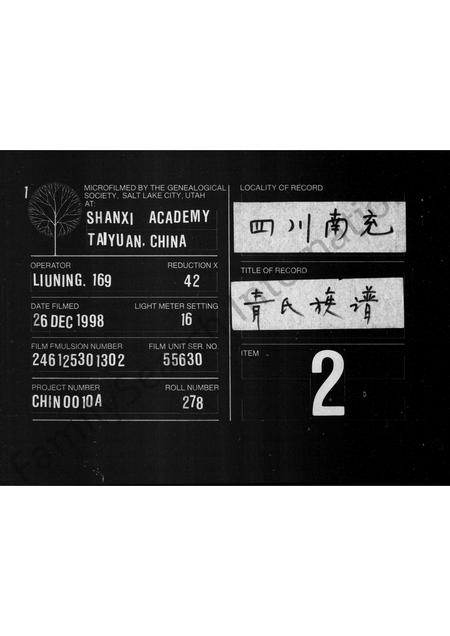 1
MICROFILMED BY THE GENEALOGICAL
SOCIETY, SALT LAKE CITY, UTAH
AT:
SHANXI ACADEMY
TAIYUAN, CHINA
OPERATOR
REDUCTION X
LIUNING. 169
42
DATE FILMED
LIGHT METER SETTING
26 DEC 1998
16
FILM EMULSION NUMBER
FILM UNIT SER. NO.
246125301302
55630
PROJECT NUMBER
ROLL NUMBER
CHIN0010A
278
LOCALITY OF RECORD
四川南充
TITLE OF RECORD
青氏族谱
ITEM
2
FamilySearch International